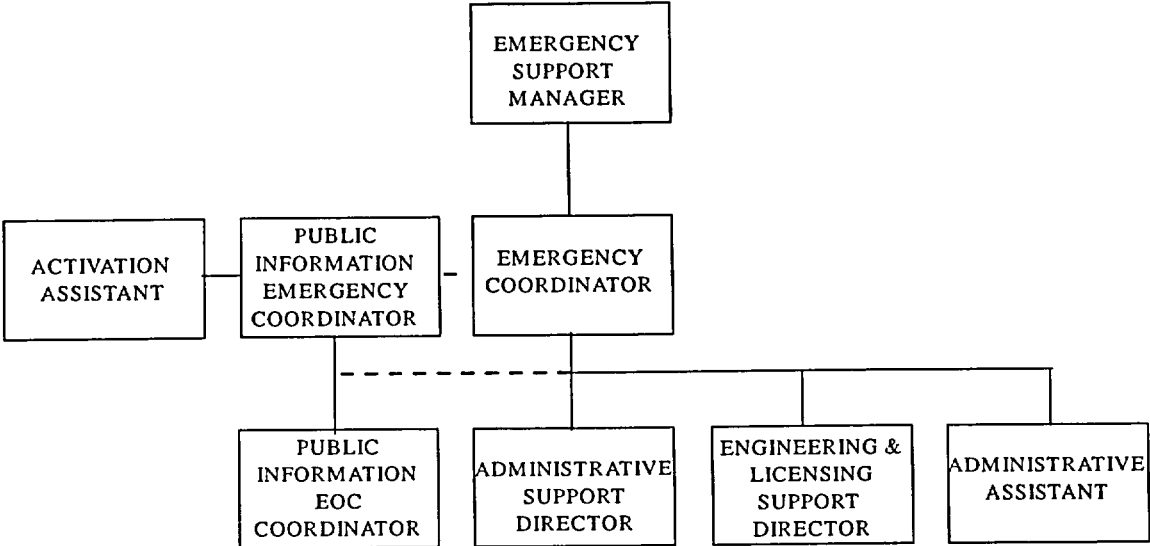 EMERGENCY
SUPPORT
MANAGER
ACTIVATION
ASSISTANT
PUBLIC
INFORMATION
EMERGENCY
COORDINATOR
EMERGENCY
COORDINATOR
PUBLIC
INFORMATION
EOC
COORDINATOR
ADMINISTRATIVE
SUPPORT
DIRECTOR
ENGINEERING &
LICENSING
SUPPORT
DIRECTOR
ADMINISTRATIVE
ASSISTANT